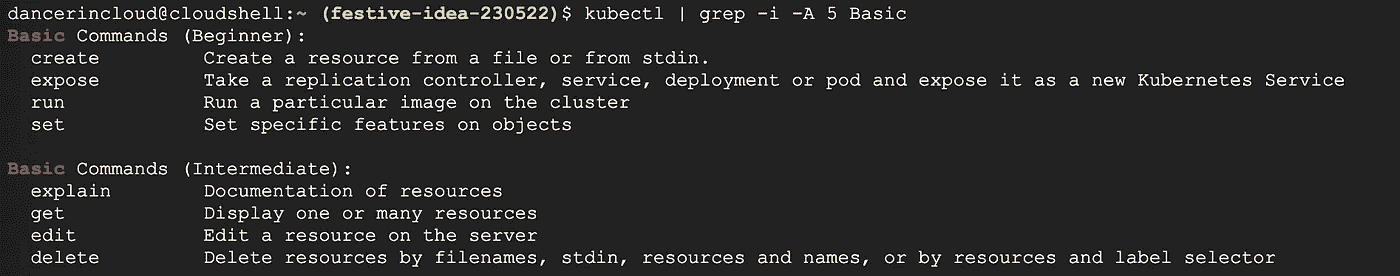 dancerincloud@cloudshell:~ (festive-idea-230522)$ kubectl | grep -i -A 5 Basic
Basic Commands (Beginner):
  create         Create a resource from a file or from stdin.
  expose         Take a replication controller, service, deployment or pod and expose it as a new Kubernetes Service
  run            Run a particular image on the cluster
  set            Set specific features on objects

Basic Commands (Intermediate):
  explain        Documentation of resources
  get            Display one or many resources
  edit           Edit a resource on the server
  delete         Delete resources by filenames, stdin, resources and names, or by resources and label selector